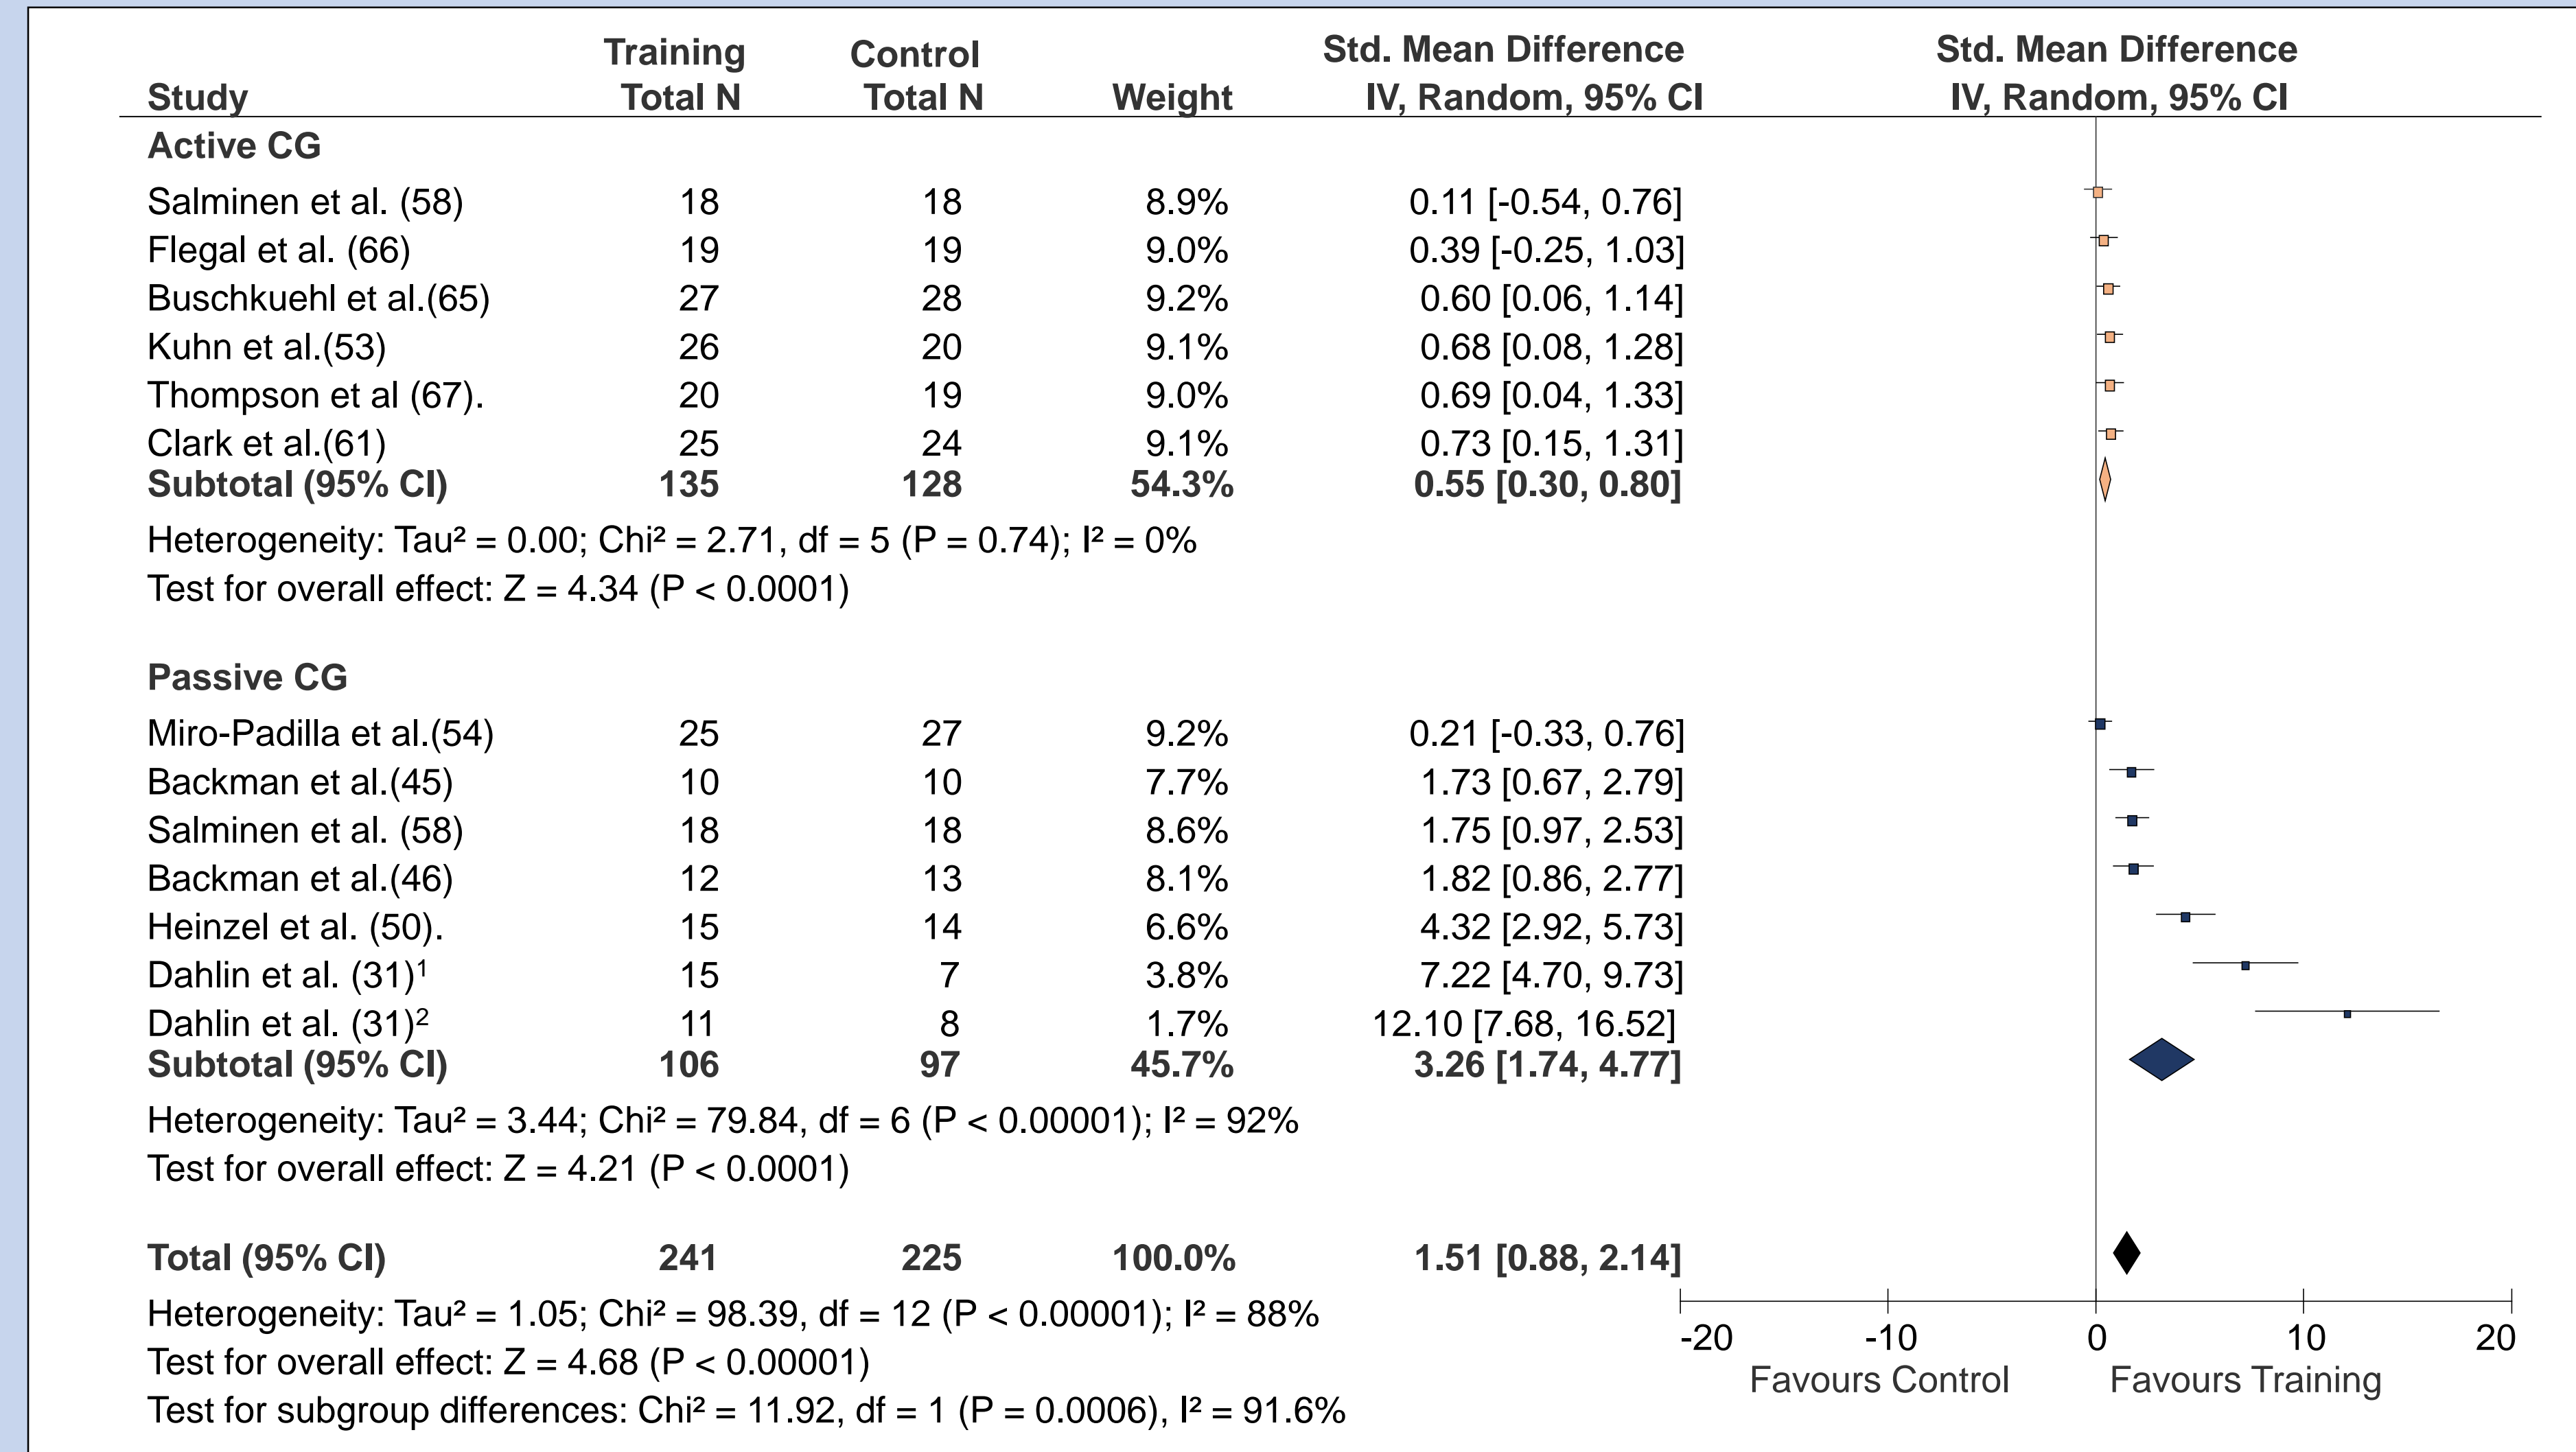 Training Control Std. Mean Difference Std. Mean Difference
Study Total N Total N Weight IV, Random, 95% CI IV, Random, 95% CI
Active CG
Salminen et al. (58) 18 18 8.9% 0.11 [-0.54, 0.76]
Flegal et al. (66) 19 19 9.0% 0.39 [-0.25, 1.03]
Buschkuehl et al.(65) 27 28 9.2% 0.60 [0.06, 1.14]
Kuhn et al.(53) 26 20 9.1% 0.68 [0.08, 1.28]
Thompson et al (67). 20 19 9.0% 0.69 [0.04, 1.33]
Clark et al.(61) 25 24 9.1% 0.73 [0.15, 1.31]
Subtotal (95% CI) 135 128 54.3% 0.55 [0.30, 0.80]
Heterogeneity: Tau² = 0.00; Chi² = 2.71, df = 5 (P = 0.74); I² = 0%
Test for overall effect: Z = 4.34 (P < 0.0001)
Passive CG
Miro-Padilla et al.(54) 25 27 9.2% 0.21 [-0.33, 0.76]
Backman et al.(45) 10 10 7.7% 1.73 [0.67, 2.79]
Salminen et al. (58) 18 18 8.6% 1.75 [0.97, 2.53]
Backman et al.(46) 12 13 8.1% 1.82 [0.86, 2.77]
Heinzel et al. (50). 15 14 6.6% 4.32 [2.92, 5.73]
Dahlin et al. (31)¹ 15 7 3.8% 7.22 [4.70, 9.73]
Dahlin et al. (31)² 11 8 1.7% 12.10 [7.68, 16.52]
Subtotal (95% CI) 106 97 45.7% 3.26 [1.74, 4.77]
Heterogeneity: Tau² = 3.44; Chi² = 79.84, df = 6 (P < 0.00001); I² = 92%
Test for overall effect: Z = 4.21 (P < 0.0001)
Total (95% CI) 241 225 100.0% 1.51 [0.88, 2.14]
Heterogeneity: Tau² = 1.05; Chi² = 98.39, df = 12 (P < 0.00001); I² = 88%
-20 -10 0 10 20
Test for overall effect: Z = 4.68 (P < 0.00001)
Favours Control Favours Training
Test for subgroup differences: Chi² = 11.92, df = 1 (P = 0.0006), I² = 91.6%